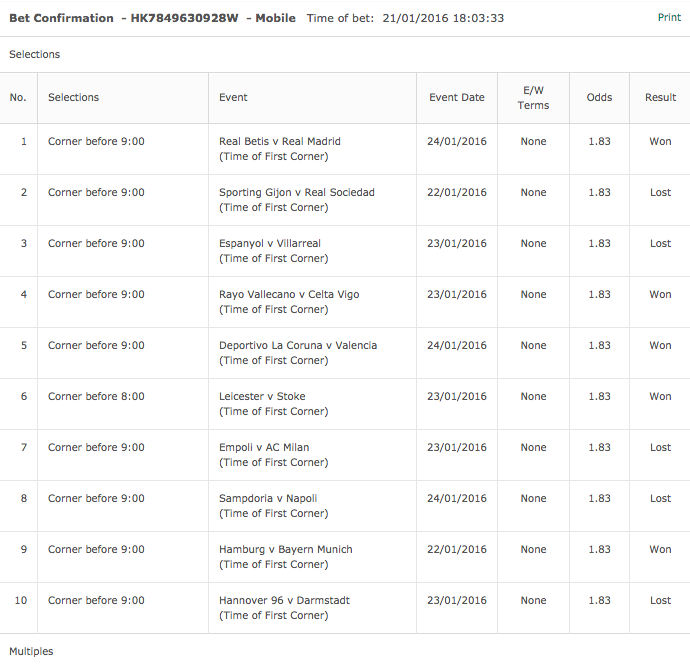 Bet Confirmation - HK7849630928W - Mobile Time of bet: 21/01/2016 18:03:33 Print
Selections
No. Selections Event Event Date E/W Terms Odds Result
1 Corner before 9:00 Real Betis v Real Madrid 24/01/2016 None 1.83 Won
(Time of First Corner)
2 Corner before 9:00 Sporting Gijon v Real Sociedad 22/01/2016 None 1.83 Lost
(Time of First Corner)
3 Corner before 9:00 Espanyol v Villarreal 23/01/2016 None 1.83 Lost
(Time of First Corner)
4 Corner before 9:00 Rayo Vallecano v Celta Vigo 23/01/2016 None 1.83 Won
(Time of First Corner)
5 Corner before 9:00 Deportivo La Coruna v Valencia 24/01/2016 None 1.83 Won
(Time of First Corner)
6 Corner before 8:00 Leicester v Stoke 23/01/2016 None 1.83 Won
(Time of First Corner)
7 Corner before 9:00 Empoli v AC Milan 23/01/2016 None 1.83 Lost
(Time of First Corner)
8 Corner before 9:00 Sampdoria v Napoli 24/01/2016 None 1.83 Lost
(Time of First Corner)
9 Corner before 9:00 Hamburg v Bayern Munich 22/01/2016 None 1.83 Won
(Time of First Corner)
10 Corner before 9:00 Hannover 96 v Darmstadt 23/01/2016 None 1.83 Lost
(Time of First Corner)
Multiples